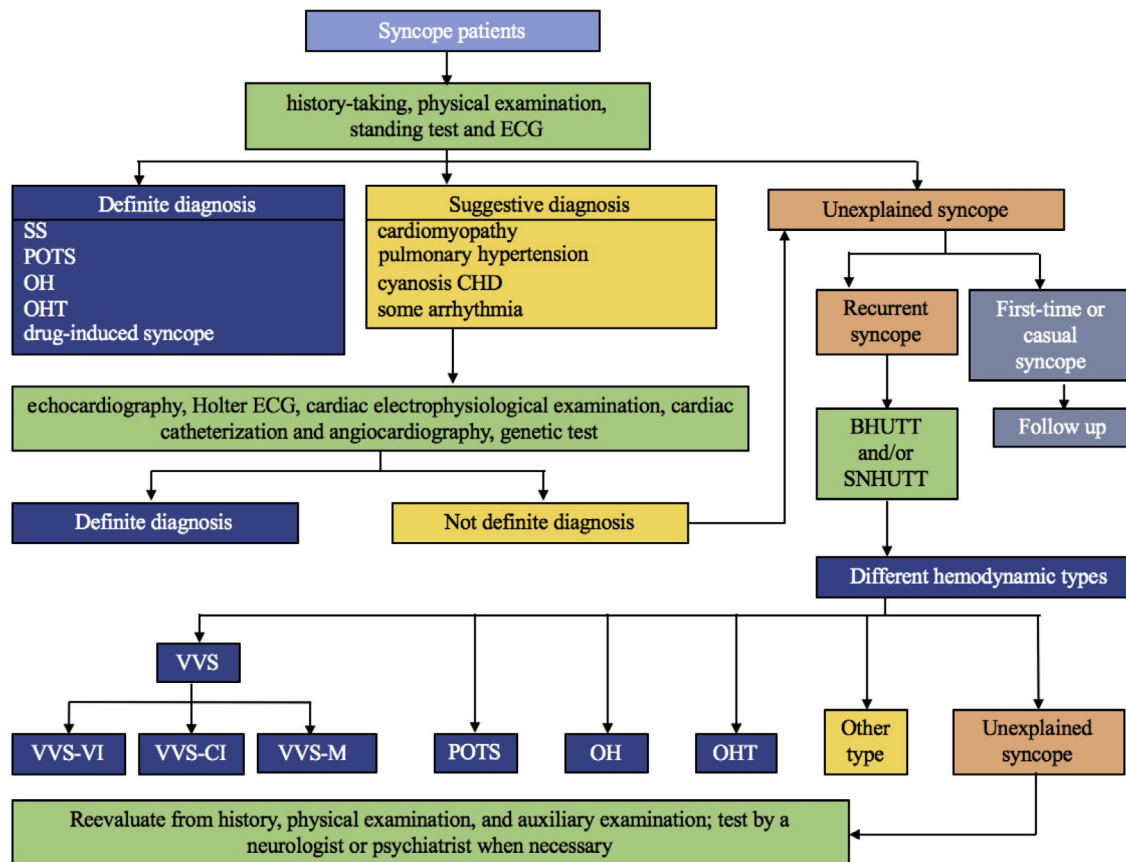 Syncope patients
history-taking, physical examination,
standing test and ECG
Definite diagnosis
SS
POTS
OH
OHT
drug-induced syncope
Suggestive diagnosis
cardiomyopathy
pulmonary hypertension
cyanosis CHD
some arrhythmia
Unexplained syncope
Recurrent
syncope
First-time or
casual
syncope
echocardiography, Holter ECG, cardiac electrophysiological examination, cardiac
catheterization and angiocardiography, genetic test
BHUTT
and/or
SNHUTT
Follow up
Definite diagnosis
Not definite diagnosis
Different hemodynamic types
VVS
VVS-VI
VVS-CI
VVS-M
POTS
OH
OHT
Other
type
Unexplained
syncope
Reevaluate from history, physical examination, and auxiliary examination; test by a
neurologist or psychiatrist when necessary